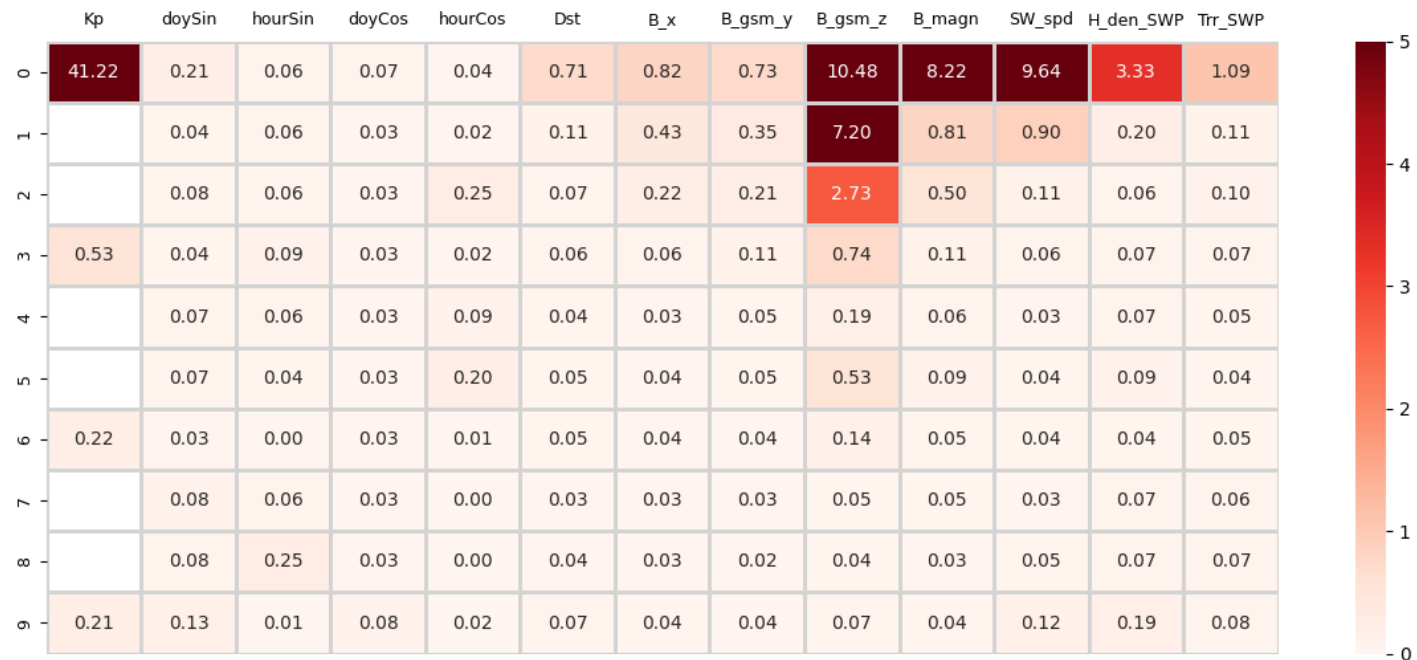 Kp doySin hourSin doyCos hourCos Dst B_x B_gsm_y B_gsm_z B_magn SW_spd H_den_SWP Trr_SWP
0 41.22 0.21 0.06 0.07 0.04 0.71 0.82 0.73 10.48 8.22 9.64 3.33 1.09
1 0.04 0.06 0.03 0.02 0.11 0.43 0.35 7.20 0.81 0.90 0.20 0.11
2 0.08 0.06 0.03 0.25 0.07 0.22 0.21 2.73 0.50 0.11 0.06 0.10
3 0.53 0.04 0.09 0.03 0.02 0.06 0.06 0.11 0.74 0.11 0.06 0.07 0.07
4 0.07 0.06 0.03 0.09 0.04 0.03 0.05 0.19 0.06 0.03 0.07 0.05
5 0.07 0.04 0.03 0.20 0.05 0.04 0.05 0.53 0.09 0.04 0.09 0.04
6 0.22 0.03 0.00 0.03 0.01 0.05 0.04 0.04 0.14 0.05 0.04 0.04 0.05
7 0.08 0.06 0.03 0.00 0.03 0.03 0.03 0.05 0.05 0.03 0.07 0.06
8 0.08 0.25 0.03 0.00 0.04 0.03 0.02 0.04 0.03 0.05 0.07 0.07
9 0.21 0.13 0.01 0.08 0.02 0.07 0.04 0.04 0.07 0.04 0.12 0.19 0.08
5
4
3
2
1
0